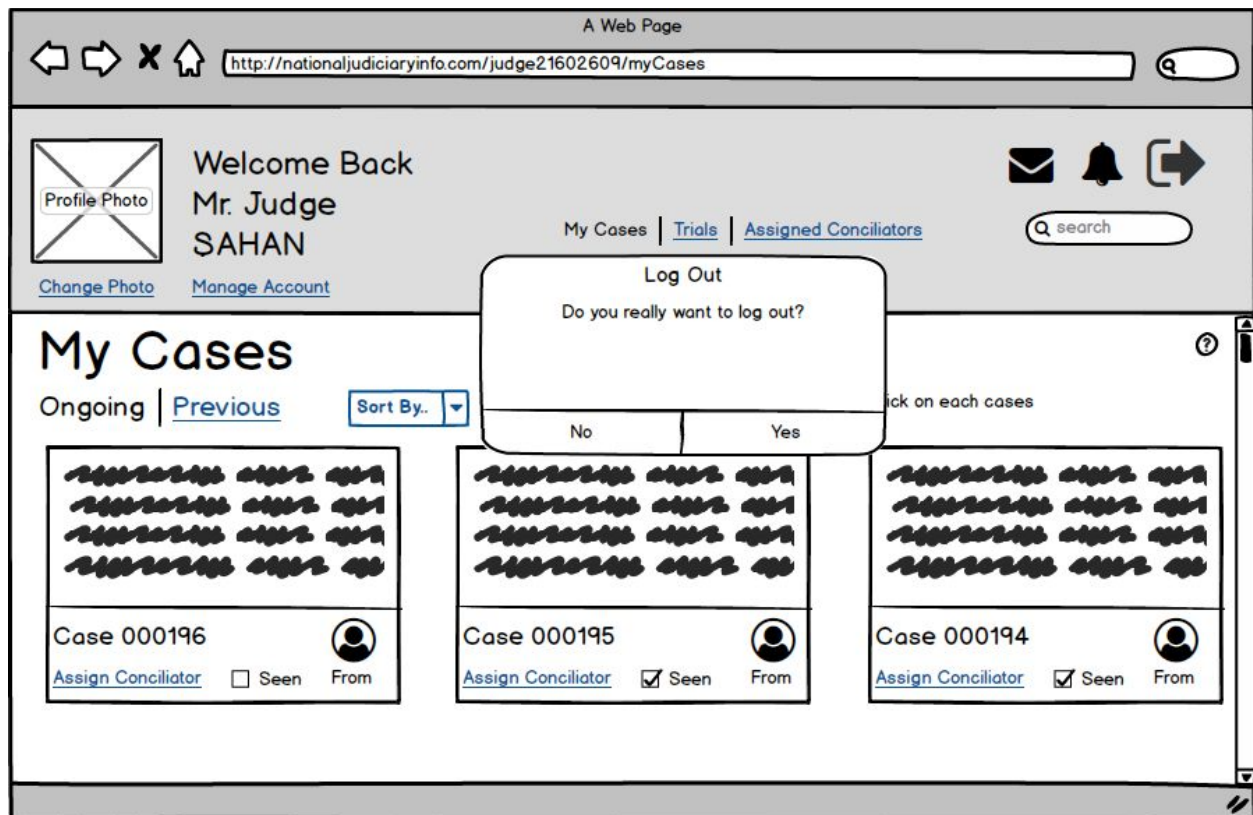 A Web Page
http://nationaljudiciaryinfo.com/judge21602609/myCases
Profile Photo
Welcome Back
Mr. Judge
SAHAN
Change Photo
Manage Account
My Cases | Trials | Assigned Conciliators
search
Log Out
Do you really want to log out?
No
Yes
My Cases
?
Ongoing | Previous
Sort By..
on each cases
Case 000196
Assign Conciliator
Seen
From
Case 000195
Assign Conciliator
Seen
From
Case 000194
Assign Conciliator
Seen
From